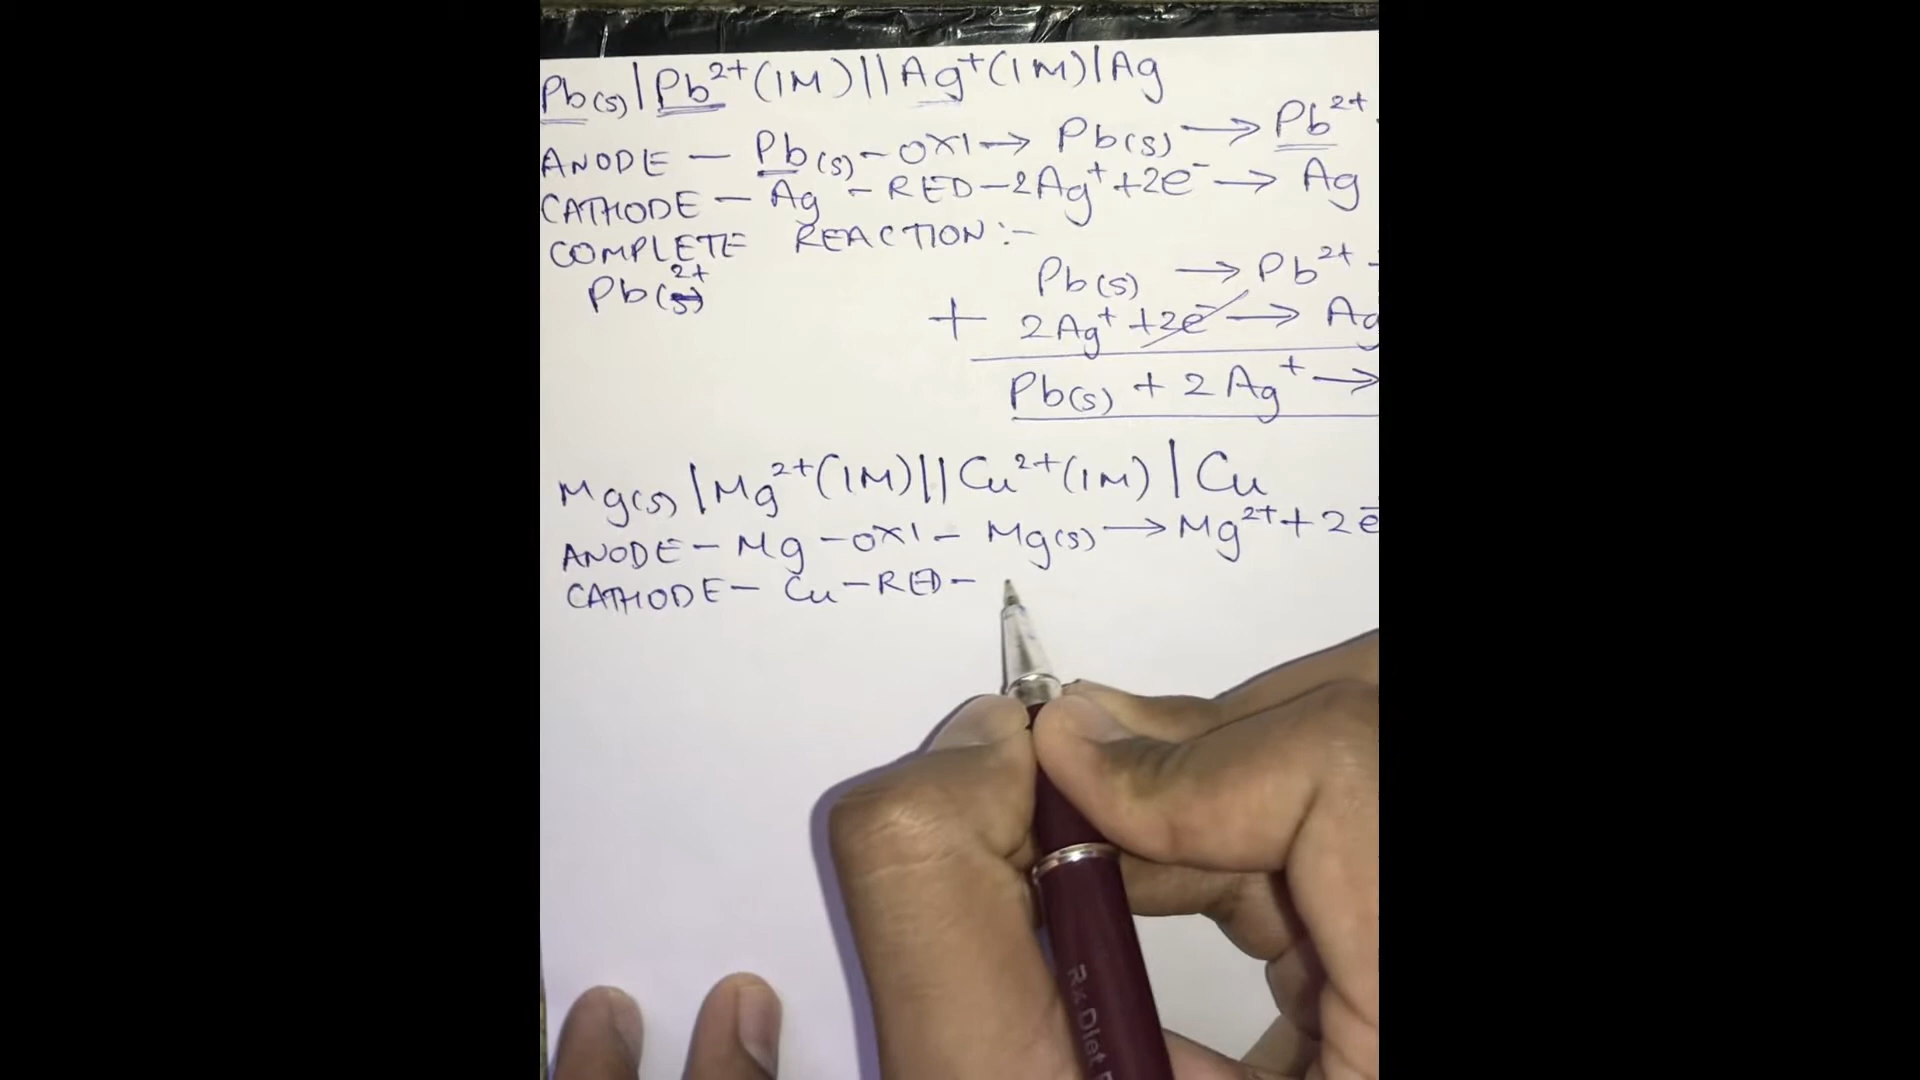 Pb(s)|Pb²⁺(1M)||Ag⁺(1M)|Ag
ANODE — Pb(s) - OXI → Pb(s) → Pb²⁺
CATHODE — Ag - RED - 2Ag⁺ + 2e⁻ → Ag
COMPLETE REACTION :-
Pb(s) → Pb²⁺
+ 2Ag⁺ + 2e⁻ → Ag
Pb(s) + 2Ag⁺ →
Mg(s)|Mg²⁺(1M)||Cu²⁺(1M)|Cu
ANODE - Mg - OXI - Mg(s) → Mg²⁺ + 2e⁻
CATHODE - Cu - RED -
Rx Diet